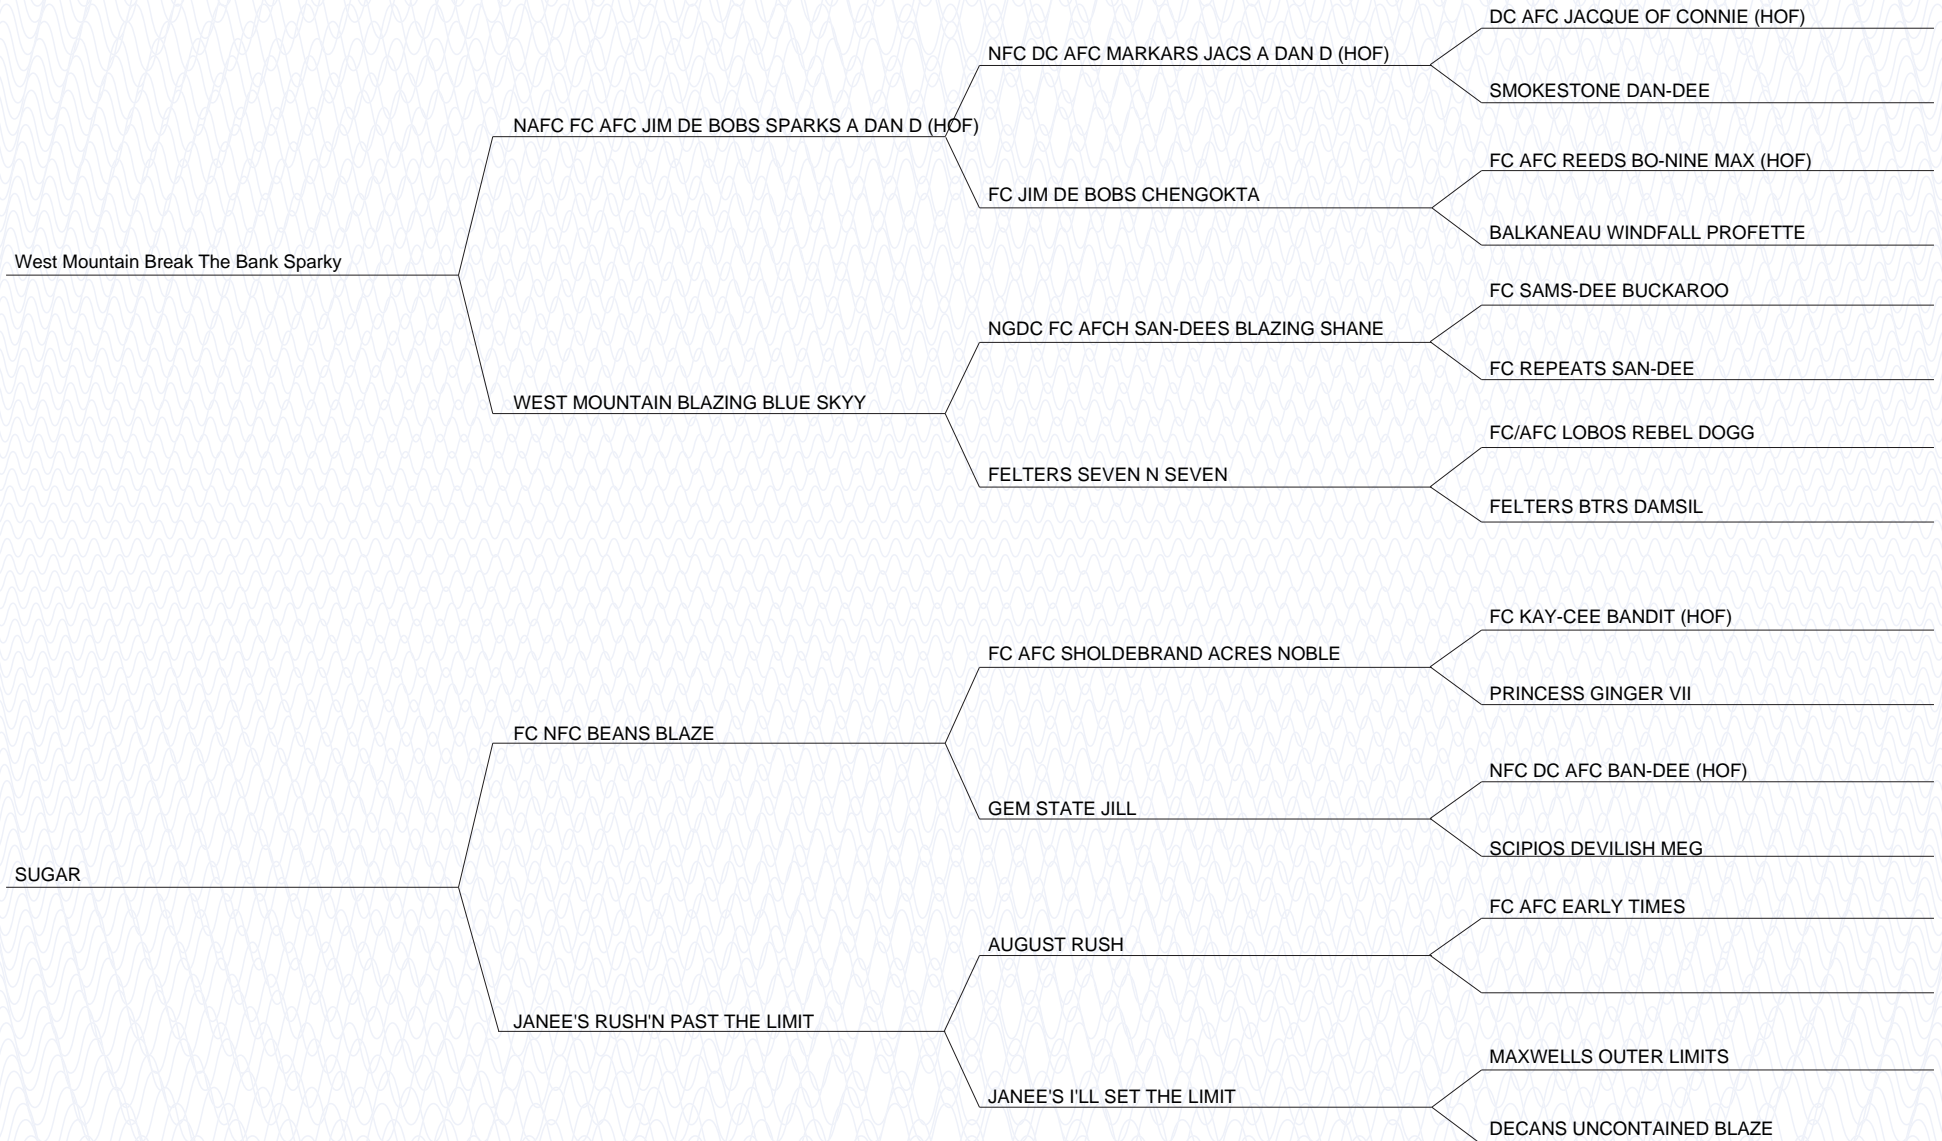 DC AFC JACQUE OF CONNIE (HOF)
NFC DC AFC MARKARS JACS A DAN D (HOF)
SMOKESTONE DAN-DEE
NAFC FC AFC JIM DE BOBS SPARKS A DAN D (HOF)
FC AFC REEDS BO-NINE MAX (HOF)
FC JIM DE BOBS CHENGOKTA
BALKANEAU WINDFALL PROFETTE
West Mountain Break The Bank Sparky
FC SAMS-DEE BUCKAROO
NGDC FC AFCH SAN-DEES BLAZING SHANE
FC REPEATS SAN-DEE
WEST MOUNTAIN BLAZING BLUE SKYY
FC/AFC LOBOS REBEL DOGG
FELTERS SEVEN N SEVEN
FELTERS BTRS DAMSIL
FC KAY-CEE BANDIT (HOF)
FC AFC SHOLDEBRAND ACRES NOBLE
PRINCESS GINGER VII
FC NFC BEANS BLAZE
NFC DC AFC BAN-DEE (HOF)
GEM STATE JILL
SCIPIOS DEVILISH MEG
SUGAR
FC AFC EARLY TIMES
AUGUST RUSH
JANEE'S RUSH'N PAST THE LIMIT
MAXWELLS OUTER LIMITS
JANEE'S I'LL SET THE LIMIT
DECANS UNCONTAINED BLAZE